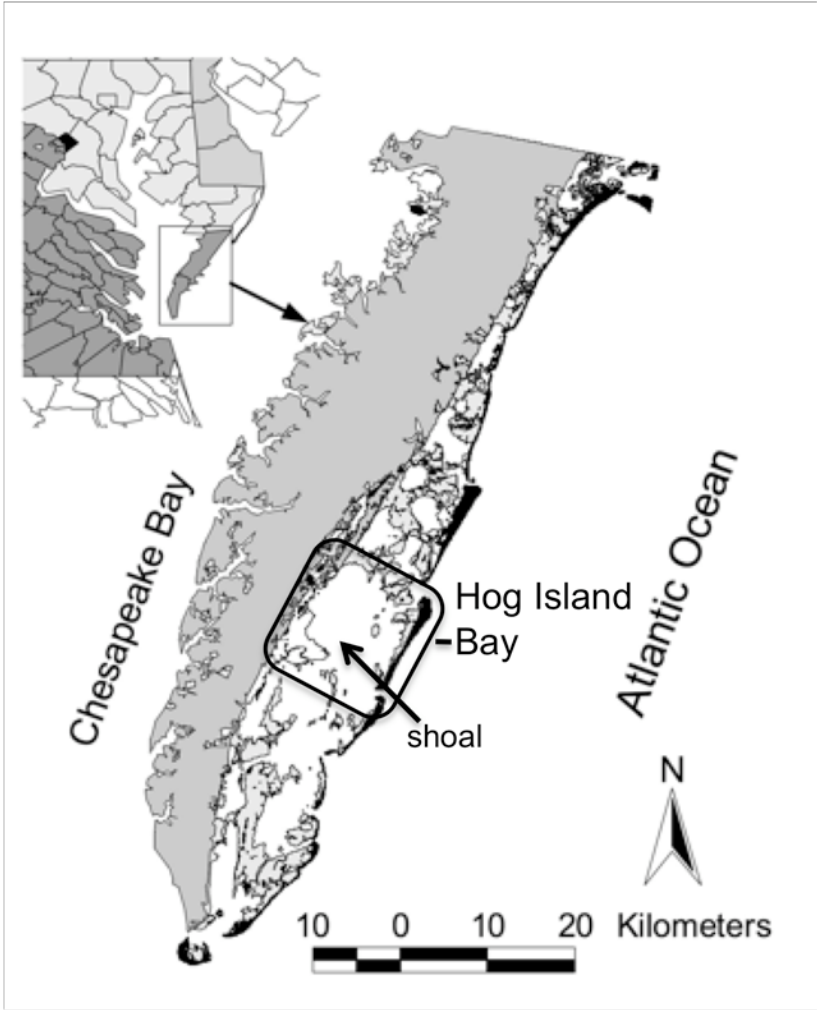 Chesapeake Bay
Atlantic Ocean
Hog Island
Bay
shoal
N
10 0 10 20 Kilometers